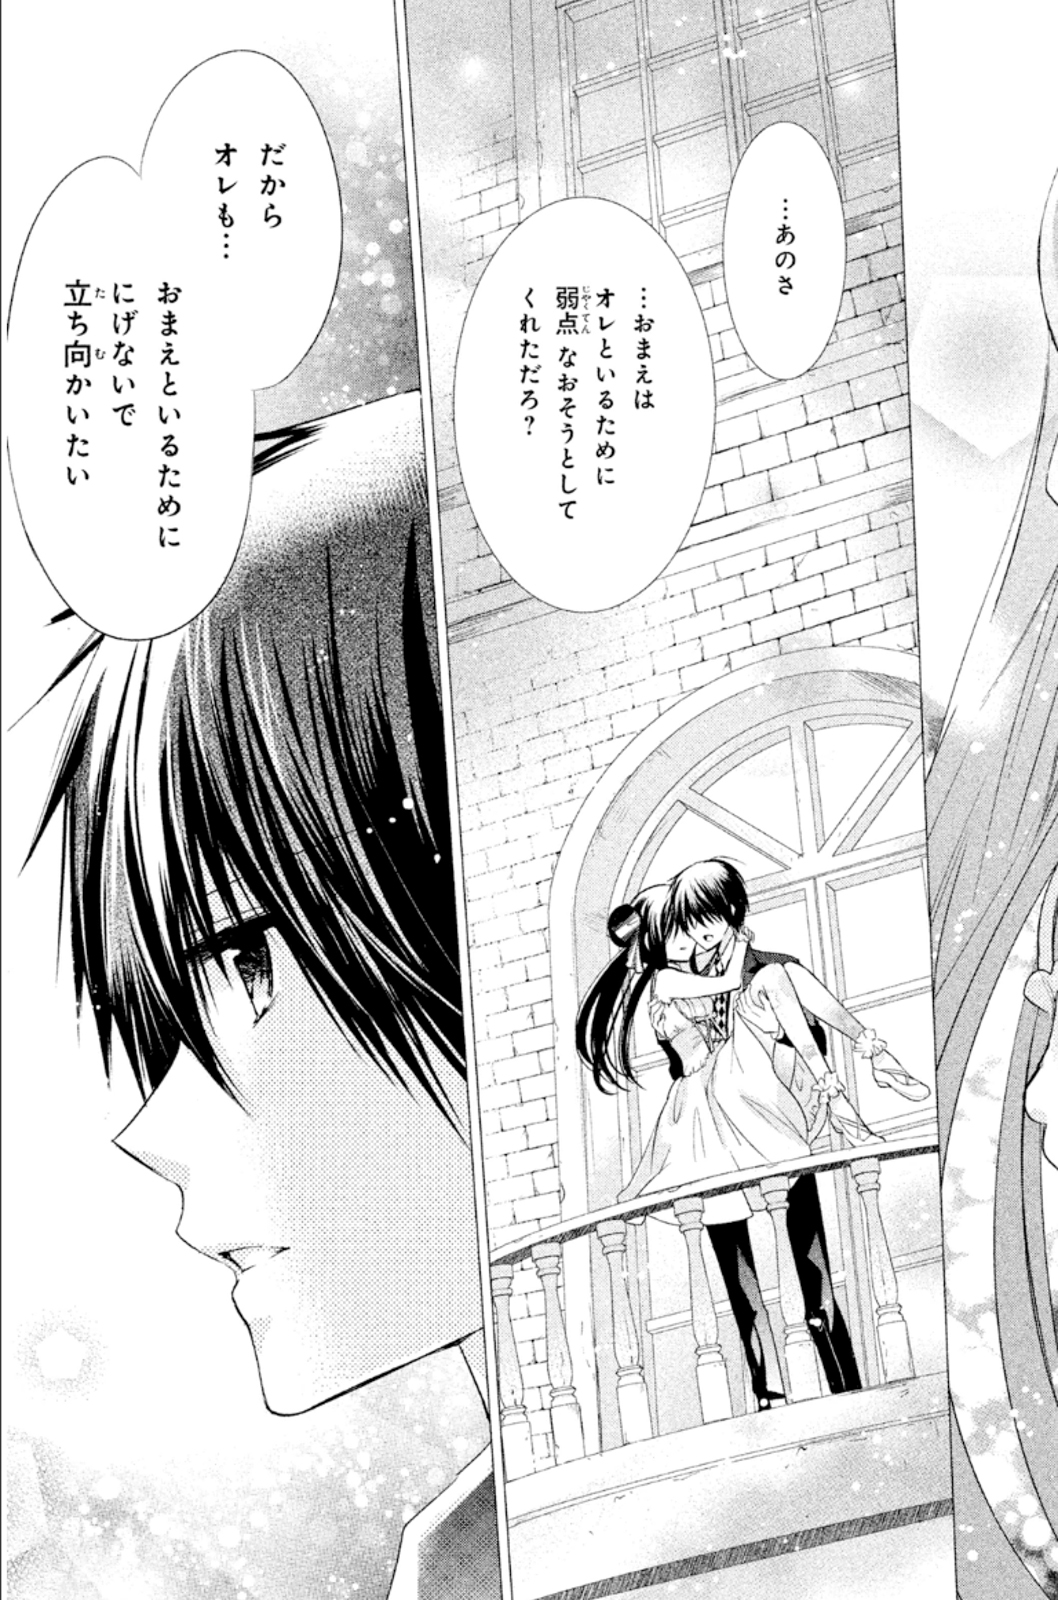 …あのさ
…おまえは
オレといるために
弱点なおそうとして
くれただろ？
だから
オレも…
おまえといるために
にげないで
立ち向かいたい